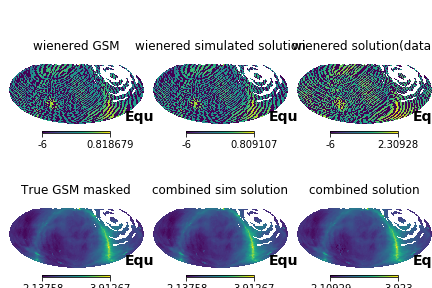 wienered GSM wienered simulated solution wienered solution(data
Equ Equ Equ
-6 0.818679 -6 0.809107 -6 2.30928
True GSM masked combined sim solution combined solution
Equ Equ Equ
2.13758 3.91267 2.13758 3.91267 2.10929 3.923